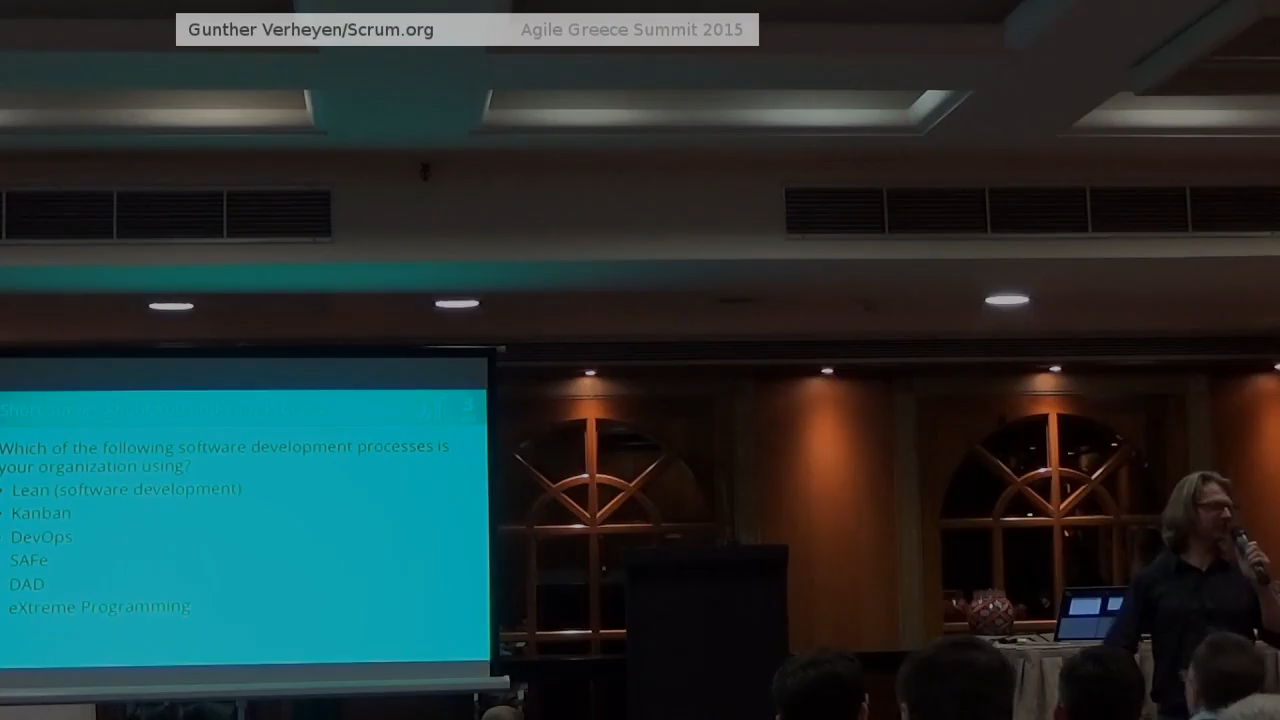 Gunther Verheyen/Scrum.org
Agile Greece Summit 2015
Which of the following software development processes is
your organization using?
• Lean (software development)
• Kanban
DevOps
SAFe
DAD
eXtreme Programming